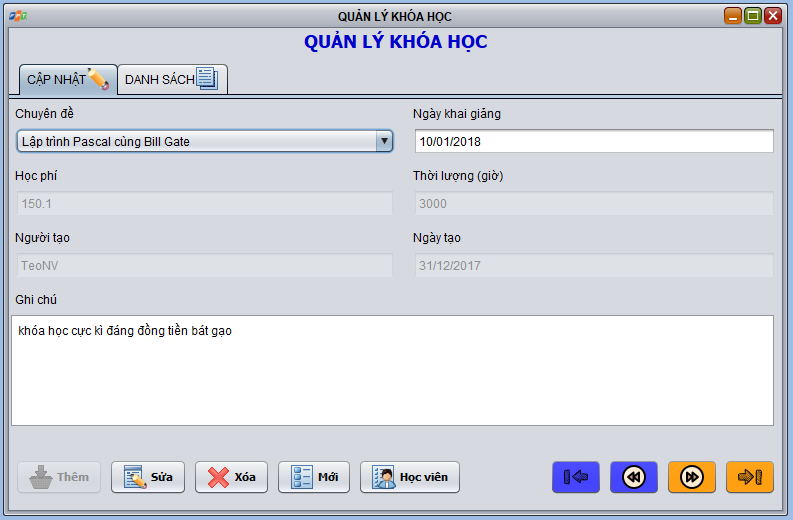 QUẢN LÝ KHÓA HỌC
QUẢN LÝ KHÓA HỌC
CẬP NHẬT DANH SÁCH
Chuyên đề Ngày khai giảng
Lập trình Pascal cùng Bill Gate 10/01/2018
Học phí Thời lượng (giờ)
150.1 3000
Người tạo Ngày tạo
TeoNV 31/12/2017
Ghi chú
khóa học cực kì đáng đồng tiền bát gạo
Thêm Sửa Xóa Mới Học viên